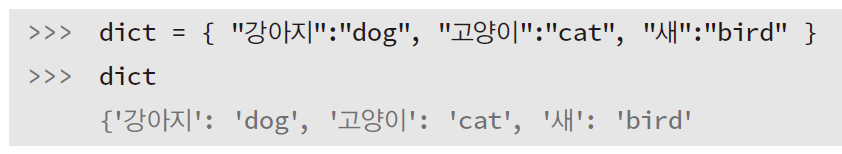 >>> dict = { "강아지":"dog", "고양이":"cat", "새":"bird" }
>>> dict
{'강아지': 'dog', '고양이': 'cat', '새': 'bird'